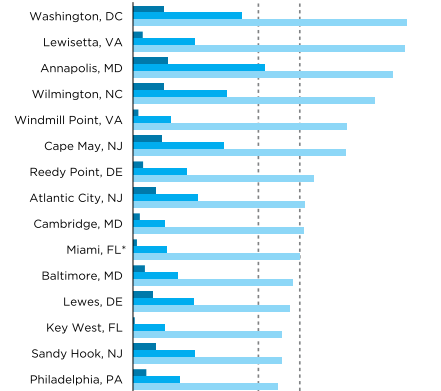 Washington, DC
Lewisetta, VA
Annapolis, MD
Wilmington, NC
Windmill Point, VA
Cape May, NJ
Reedy Point, DE
Atlantic City, NJ
Cambridge, MD
Miami, FL*
Baltimore, MD
Lewes, DE
Key West, FL
Sandy Hook, NJ
Philadelphia, PA